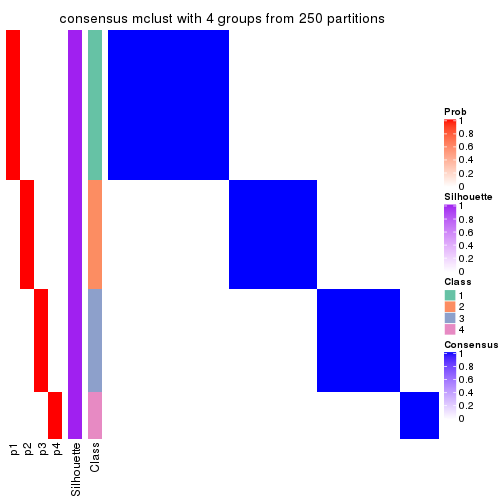 consensus mclust with 4 groups from 250 partitions
Prob
1
0.8
0.6
0.4
0.2
0
Silhouette
1
0.8
0.6
0.4
0.2
0
Class
1
2
3
4
Consensus
1
0.8
0.6
0.4
0.2
0
p1
p2
p3
p4
Silhouette
Class